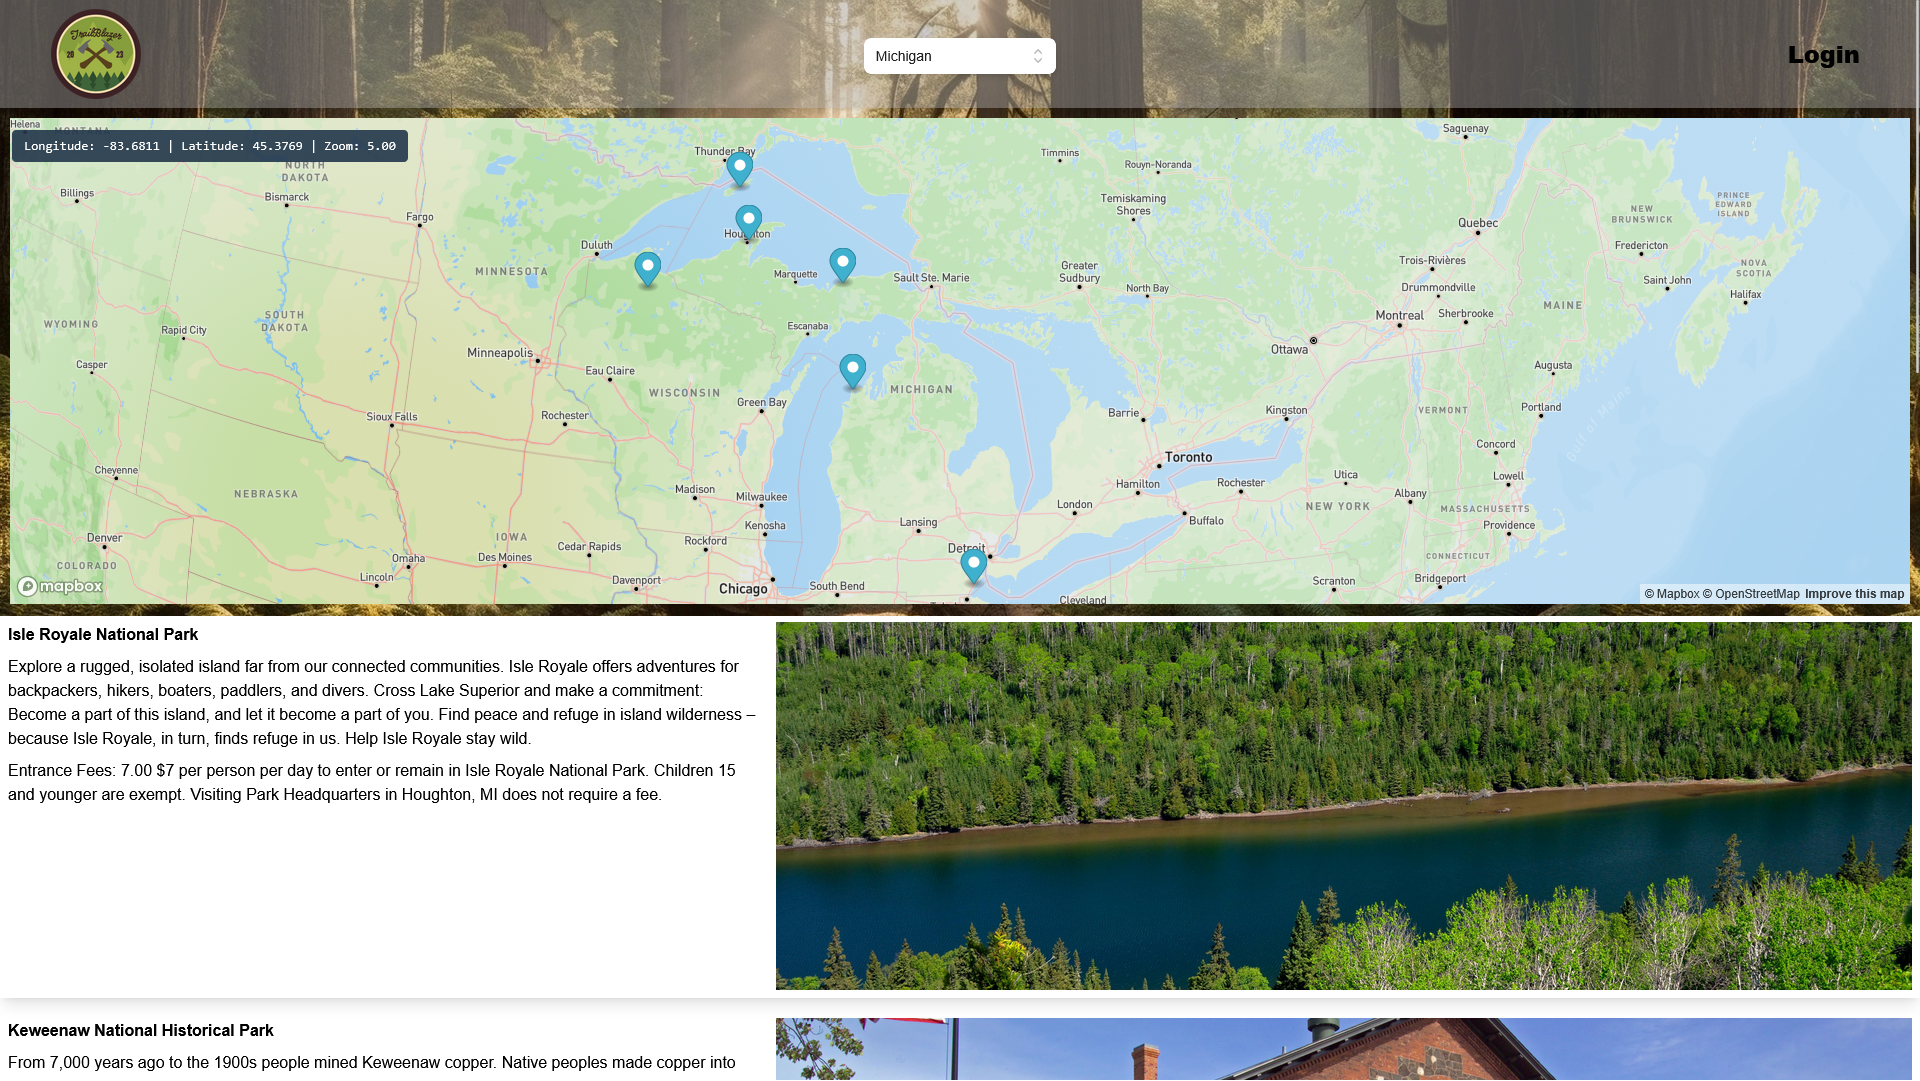 TrailBlazer
20 23
Michigan
Login
Helena
MONTANA
Longitude: -83.6811 | Latitude: 45.3769 | Zoom: 5.00
Thunder Bay
Timmins
Rouyn-Noranda
Saguenay
NORTH
DAKOTA
Billings
Bismarck
Fargo
Temiskaming
Shores
PRINCE
EDWARD
ISLAND
NEW
BRUNSWICK
Quebec
Houghton
Duluth
Fredericton
MINNESOTA
Marquette
Sault Ste. Marie
Greater
Sudbury
North Bay
Trois-Rivières
Drummondville
NOVA
SCOTIA
Saint John
Halifax
MAINE
WYOMING
Rapid City
SOUTH
DAKOTA
Escanaba
Montreal
Sherbrooke
Ottawa
Minneapolis
Casper
Eau Claire
Augusta
WISCONSIN
MICHIGAN
Green Bay
Sioux Falls
Rochester
Barrie
Kingston
VERMONT
Portland
Gulf of Maine
Concord
Toronto
Cheyenne
Utica
Lowell
NEBRASKA
Madison
Milwaukee
Hamilton
Rochester
Albany
London
NEW YORK
MASSACHUSETTS
Kenosha
Lansing
Buffalo
Providence
Denver
IOWA
Rockford
Detroit
Cedar Rapids
Omaha
Des Moines
CONNECTICUT
COLORADO
Lincoln
Davenport
Chicago
South Bend
Scranton
Bridgeport
Cleveland
mapbox
© Mapbox © OpenStreetMap Improve this map
Isle Royale National Park
Explore a rugged, isolated island far from our connected communities. Isle Royale offers adventures for
backpackers, hikers, boaters, paddlers, and divers. Cross Lake Superior and make a commitment:
Become a part of this island, and let it become a part of you. Find peace and refuge in island wilderness –
because Isle Royale, in turn, finds refuge in us. Help Isle Royale stay wild.
Entrance Fees: 7.00 $7 per person per day to enter or remain in Isle Royale National Park. Children 15
and younger are exempt. Visiting Park Headquarters in Houghton, MI does not require a fee.
Keweenaw National Historical Park
From 7,000 years ago to the 1900s people mined Keweenaw copper. Native peoples made copper into